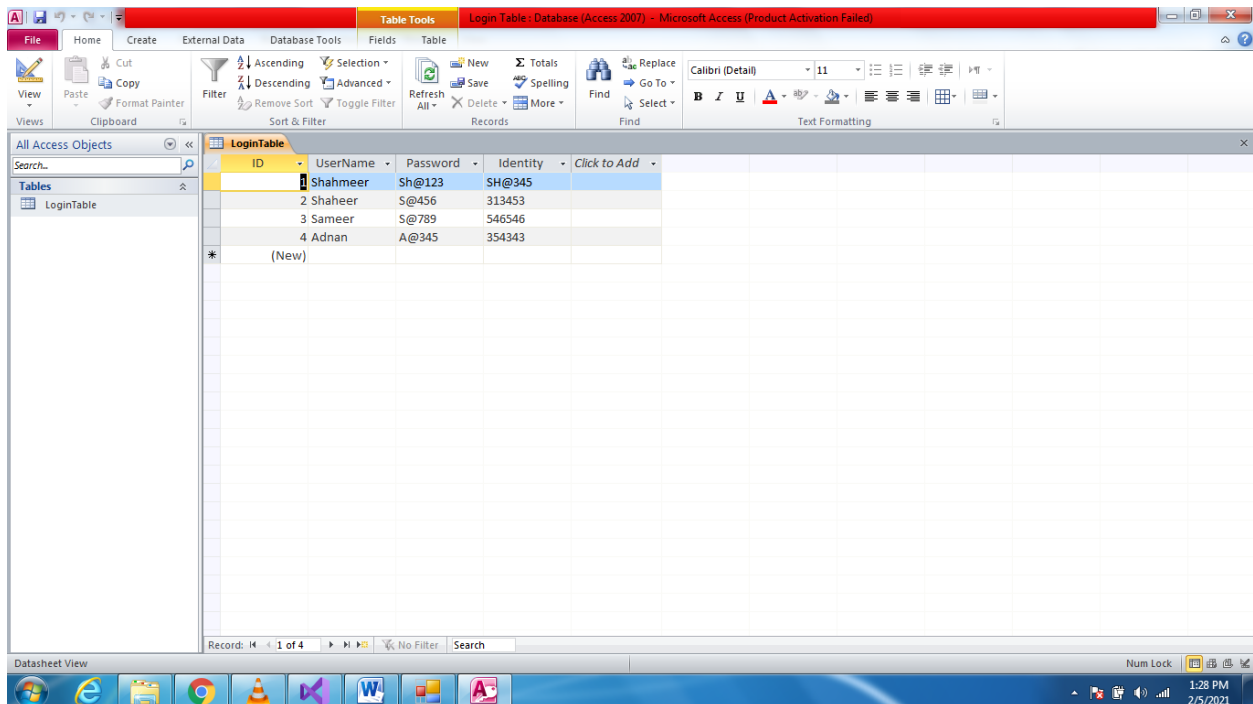 Table Tools Login Table : Database (Access 2007) - Microsoft Access (Product Activation Failed)
File Home Create External Data Database Tools Fields Table
View
Views
Paste
Cut
Copy
Format Painter
Clipboard
Filter
Ascending
Descending
Remove Sort
Selection
Advanced
Toggle Filter
Sort & Filter
Refresh
All
New
Save
Delete
Totals
Spelling
More
Records
Find
Replace
Go To
Select
Find
Calibri (Detail) 11
B I U A
Text Formatting
All Access Objects
Search...
Tables
LoginTable
LoginTable
ID UserName Password Identity Click to Add
1 Shahmeer Sh@123 SH@345
2 Shaheer S@456 313453
3 Sameer S@789 546546
4 Adnan A@345 354343
* (New)
Record: 1 of 4 No Filter Search
Datasheet View Num Lock
1:28 PM
2/5/2021